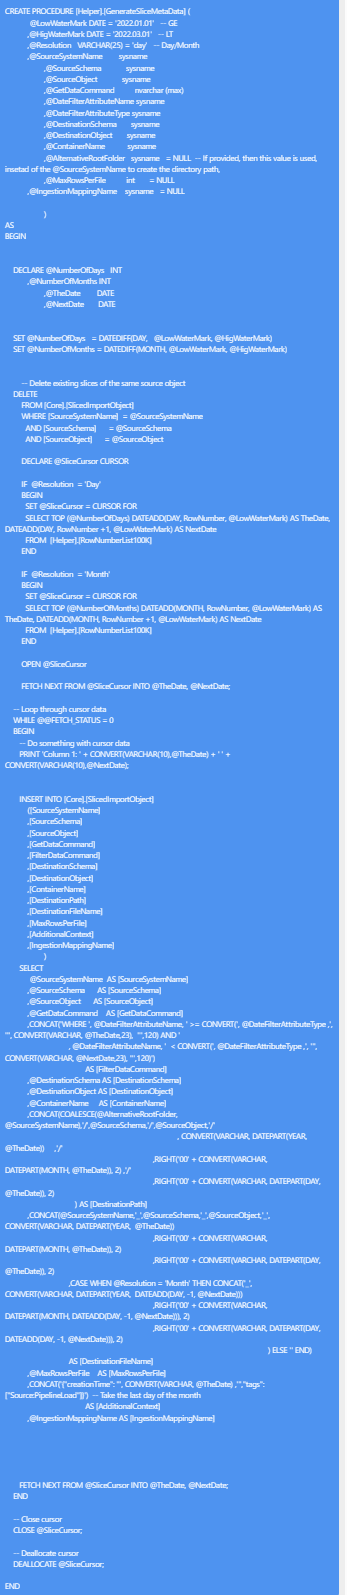 CREATE PROCEDURE [Helper].[GenerateSliceMetaData] (
@LowWaterMark DATE = '2022.01.01' -- GE
,@HigWaterMark DATE = '2022.03.01' -- LT
,@Resolution VARCHAR(25) = 'day' -- Day/Month
,@SourceSystemName sysname
,@SourceSchema sysname
,@SourceObject sysname
,@GetDataCommand nvarchar (max)
,@DateFilterAttributeName sysname
,@DateFilterAttributeType sysname
,@DestinationSchema sysname
,@DestinationObject sysname
,@ContainerName sysname
,@AlternativeRootFolder sysname = NULL -- If provided, then this value is used,
insetad of the @SourceSystemName to create the directory path,
,@MaxRowsPerFile int = NULL
,@IngestionMappingName sysname = NULL
)
AS
BEGIN
DECLARE @NumberOfDays INT
,@NumberOfMonths INT
,@TheDate DATE
,@NextDate DATE
SET @NumberOfDays = DATEDIFF(DAY, @LowWaterMark, @HigWaterMark)
SET @NumberOfMonths = DATEDIFF(MONTH, @LowWaterMark, @HigWaterMark)
-- Delete existing slices of the same source object
DELETE
FROM [Core].[SlicedImportObject]
WHERE [SourceSystemName] = @SourceSystemName
AND [SourceSchema] = @SourceSchema
AND [SourceObject] = @SourceObject
DECLARE @SliceCursor CURSOR
IF @Resolution = 'Day'
BEGIN
SET @SliceCursor = CURSOR FOR
SELECT TOP (@NumberOfDays) DATEADD(DAY, RowNumber, @LowWaterMark) AS TheDate,
DATEADD(DAY, RowNumber +1, @LowWaterMark) AS NextDate
FROM [Helper].[RowNumberList100K]
END
IF @Resolution = 'Month'
BEGIN
SET @SliceCursor = CURSOR FOR
SELECT TOP (@NumberOfMonths) DATEADD(MONTH, RowNumber, @LowWaterMark) AS
TheDate, DATEADD(MONTH, RowNumber +1, @LowWaterMark) AS NextDate
FROM [Helper].[RowNumberList100K]
END
OPEN @SliceCursor
FETCH NEXT FROM @SliceCursor INTO @TheDate, @NextDate;
-- Loop through cursor data
WHILE @@FETCH_STATUS = 0
BEGIN
-- Do something with cursor data
PRINT 'Column 1: ' + CONVERT(VARCHAR(10),@TheDate) + ' ' +
CONVERT(VARCHAR(10),@NextDate);
INSERT INTO [Core].[SlicedImportObject]
([SourceSystemName]
,[SourceSchema]
,[SourceObject]
,[GetDataCommand]
,[FilterDataCommand]
,[DestinationSchema]
,[DestinationObject]
,[ContainerName]
,[DestinationPath]
,[DestinationFileName]
,[MaxRowsPerFile]
,[AdditionalContext]
,[IngestionMappingName]
)
SELECT
@SourceSystemName AS [SourceSystemName]
,@SourceSchema AS [SourceSchema]
,@SourceObject AS [SourceObject]
,@GetDataCommand AS [GetDataCommand]
,CONCAT('WHERE ', @DateFilterAttributeName, ' >= CONVERT(', @DateFilterAttributeType ,',
''', CONVERT(VARCHAR, @TheDate,23), ''',120) AND '
, @DateFilterAttributeName, ' < CONVERT(', @DateFilterAttributeType ,', ''',
CONVERT(VARCHAR, @NextDate,23), ''',120)')
AS [FilterDataCommand]
,@DestinationSchema AS [DestinationSchema]
,@DestinationObject AS [DestinationObject]
,@ContainerName AS [ContainerName]
,CONCAT(COALESCE(@AlternativeRootFolder,
@SourceSystemName),'/',@SourceSchema,'/',@SourceObject,'/'
, CONVERT(VARCHAR, DATEPART(YEAR,
@TheDate)) ,'/'
,RIGHT('00' + CONVERT(VARCHAR,
DATEPART(MONTH, @TheDate)), 2) ,'/'
,RIGHT('00' + CONVERT(VARCHAR, DATEPART(DAY,
@TheDate)), 2)
) AS [DestinationPath]
,CONCAT(@SourceSystemName,'_',@SourceSchema,'_',@SourceObject,'_',
CONVERT(VARCHAR, DATEPART(YEAR, @TheDate))
,RIGHT('00' + CONVERT(VARCHAR,
DATEPART(MONTH, @TheDate)), 2)
,RIGHT('00' + CONVERT(VARCHAR, DATEPART(DAY,
@TheDate)), 2)
,CASE WHEN @Resolution = 'Month' THEN CONCAT('_',
CONVERT(VARCHAR, DATEPART(YEAR, DATEADD(DAY, -1, @NextDate)))
,RIGHT('00' + CONVERT(VARCHAR,
DATEPART(MONTH, DATEADD(DAY, -1, @NextDate))), 2)
,RIGHT('00' + CONVERT(VARCHAR, DATEPART(DAY,
DATEADD(DAY, -1, @NextDate))), 2)
) ELSE '' END)
AS [DestinationFileName]
,@MaxRowsPerFile AS [MaxRowsPerFile]
,CONCAT('{"creationTime": "', CONVERT(VARCHAR, @TheDate) ,'","tags":
["Source:PipelineLoad"]}') -- Take the last day of the month
AS [AdditionalContext]
,@IngestionMappingName AS [IngestionMappingName]
FETCH NEXT FROM @SliceCursor INTO @TheDate, @NextDate;
END
-- Close cursor
CLOSE @SliceCursor;
-- Deallocate cursor
DEALLOCATE @SliceCursor;
END